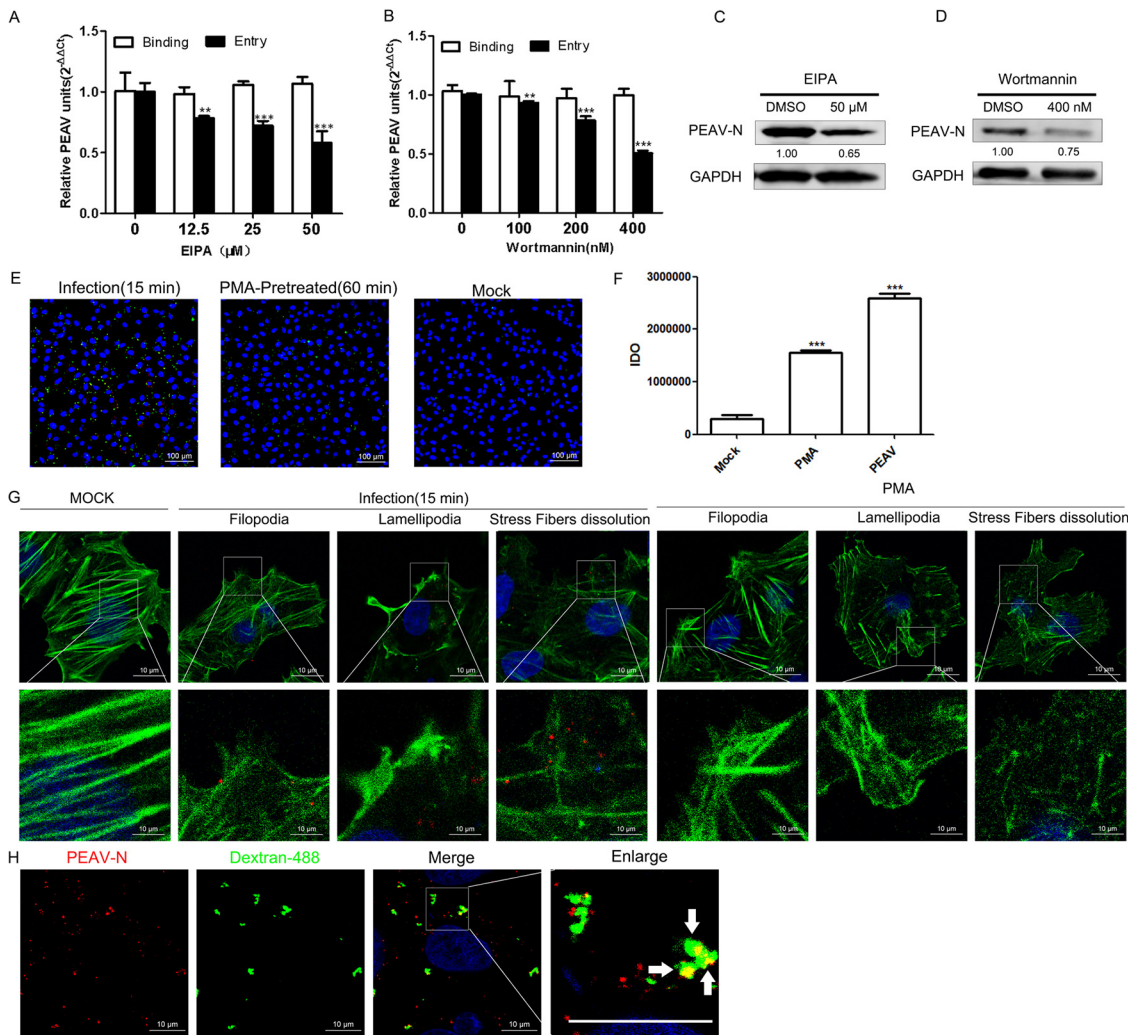 A
Relative PEAV units(2-ΔΔCt)
1.5
1.0
0.5
0.0
Binding Entry
** *** ***
0 12.5 25 50
EIPA (μM)
B
Relative PEAV units(2-ΔΔCt)
1.5
1.0
0.5
0.0
Binding Entry
** *** ***
0 100 200 400
Wortmannin(nM)
C
EIPA
DMSO 50 μM
PEAV-N
1.00 0.65
GAPDH
D
Wortmannin
DMSO 400 nM
PEAV-N
1.00 0.75
GAPDH
E
Infection(15 min) PMA-Pretreated(60 min) Mock
100 μm 100 μm 100 μm
F
IDO
3000000
2000000
1000000
0
*** ***
Mock PMA PEAV
G
MOCK Infection(15 min) PMA
Filopodia Lamellipodia Stress Fibers dissolution Filopodia Lamellipodia Stress Fibers dissolution
10 μm 10 μm 10 μm 10 μm 10 μm 10 μm 10 μm
10 μm 10 μm 10 μm 10 μm 10 μm 10 μm 10 μm
H
PEAV-N Dextran-488 Merge Enlarge
10 μm 10 μm 10 μm 10 μm